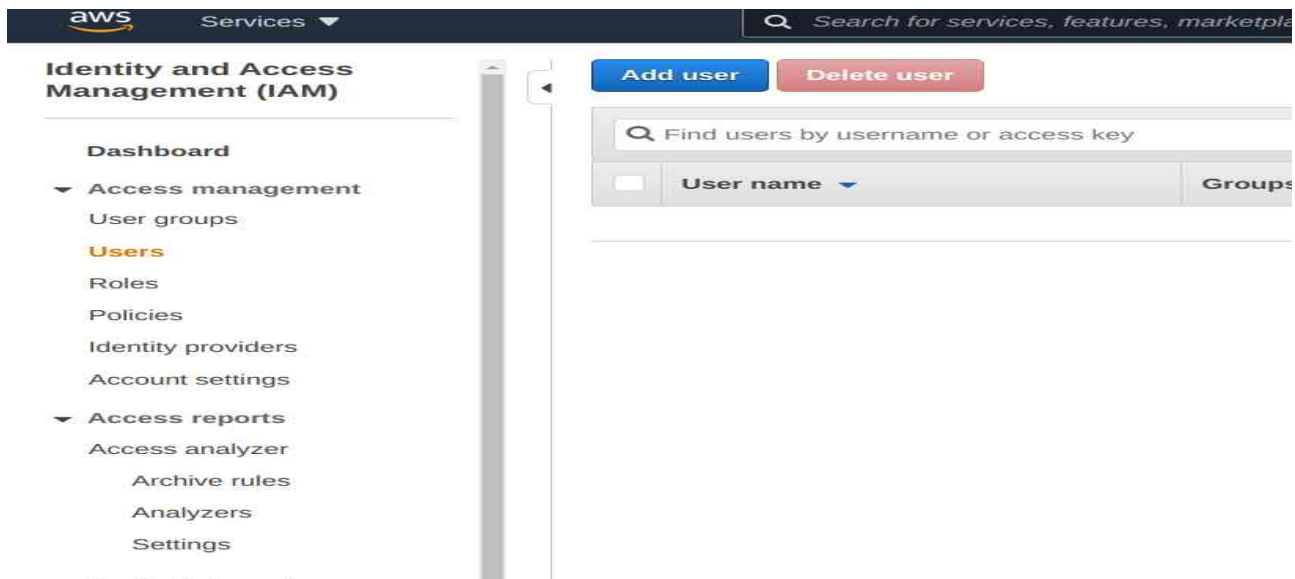 aws Services
Search for services, features, marketpla
Identity and Access
Management (IAM)
Dashboard
Access management
User groups
Users
Roles
Policies
Identity providers
Account settings
Access reports
Access analyzer
Archive rules
Analyzers
Settings
Add user Delete user
Find users by username or access key
User name Groups